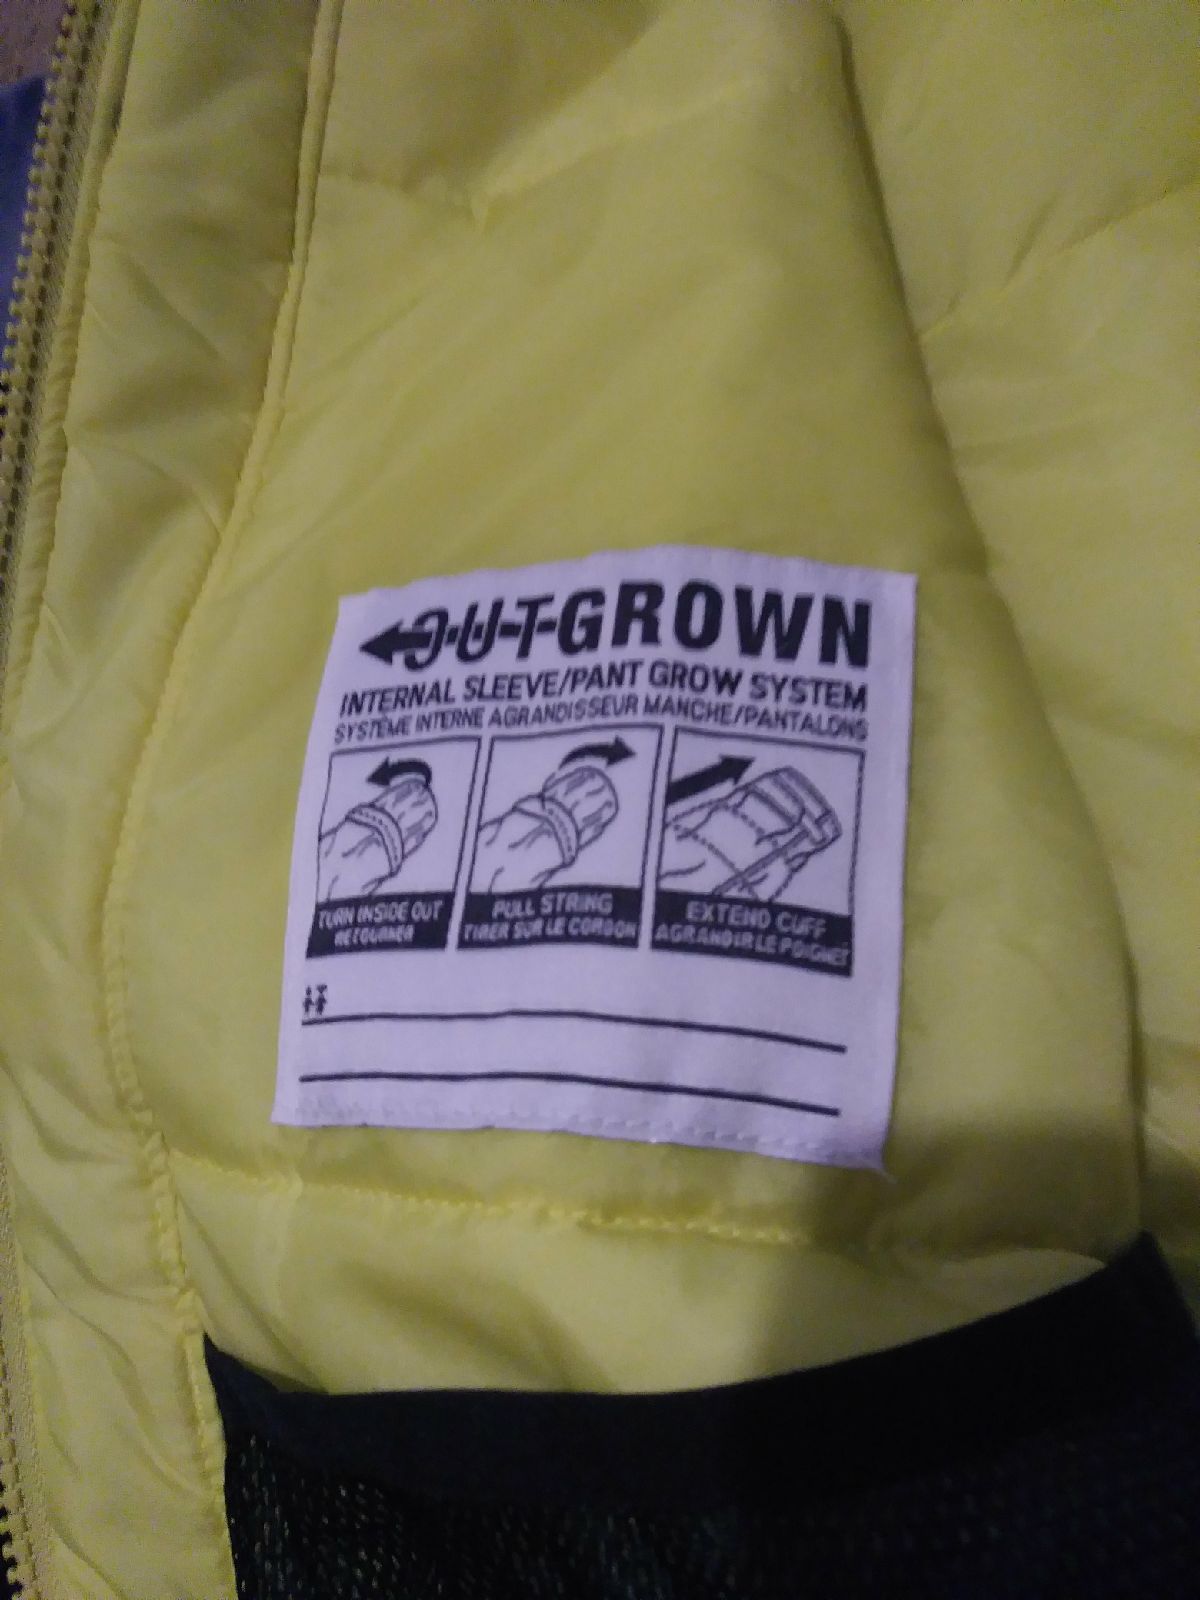 OUTGROWN
INTERNAL SLEEVE/PANT GROW SYSTEM
SYSTÈME INTERNE AGRANDISSEUR MANCHE/PANTALONS
TURN INSIDE OUT
RETOURNER
PULL STRING
TIRER SUR LE CORDON
EXTEND CUFF
AGRANDIR LE POIGNET